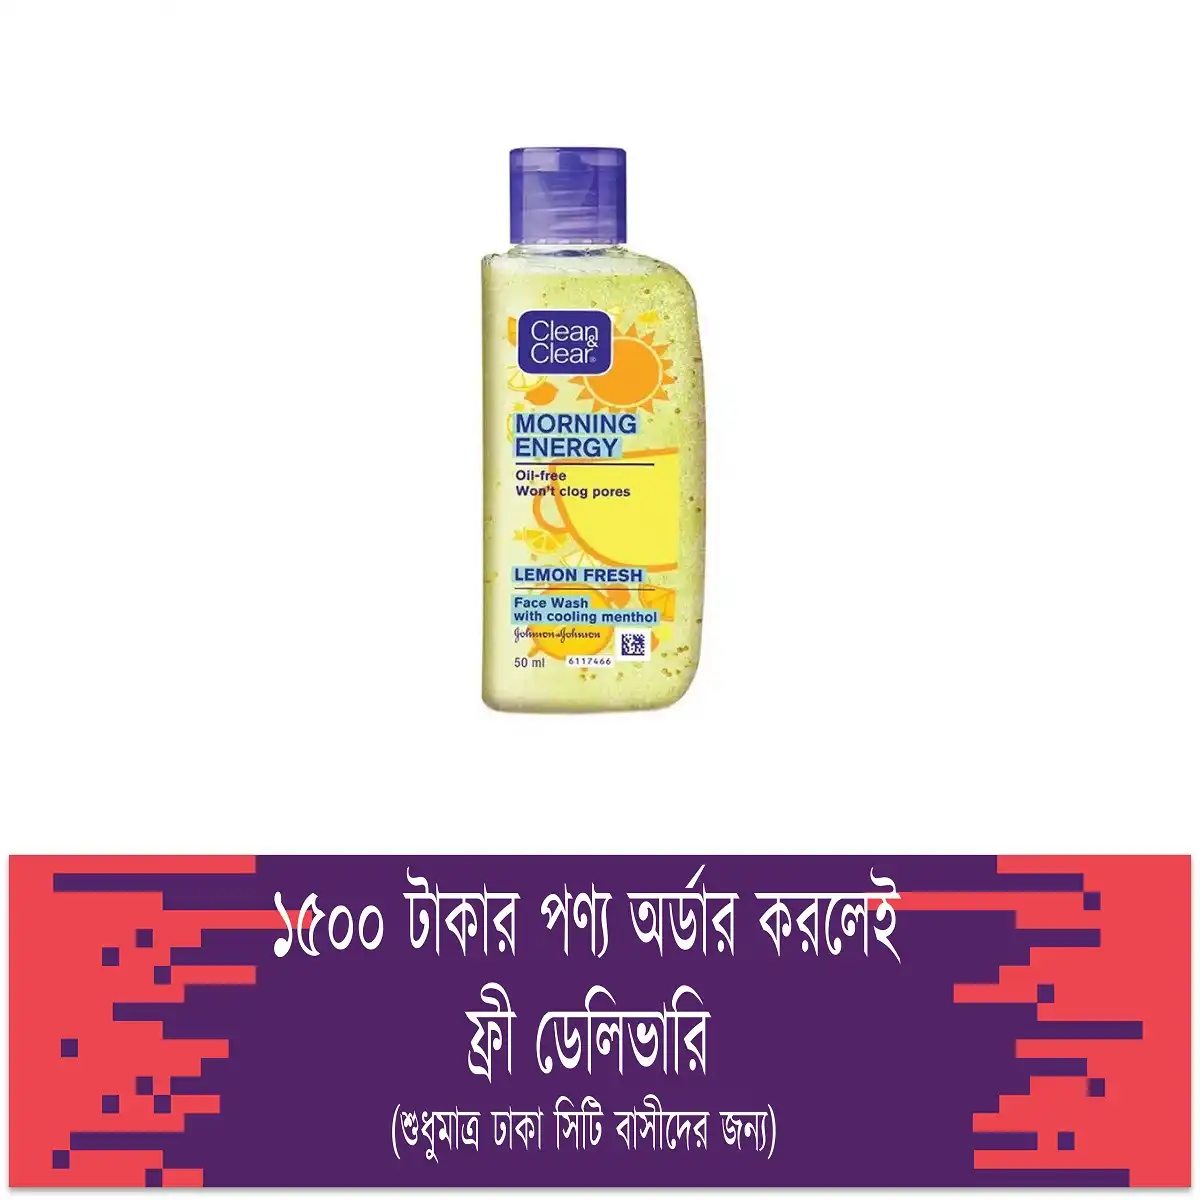 Clean &
Clear®
MORNING
ENERGY
Oil-free
Won't clog pores
LEMON FRESH
Face Wash
with cooling menthol
Johnson & Johnson
50 ml
6117466
১৫০০ টাকার পণ্য অর্ডার করলেই
ফ্রী ডেলিভারি
(শুধুমাত্র ঢাকা সিটি বাসীদের জন্য)